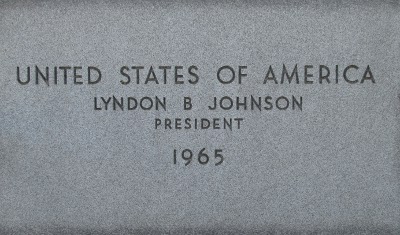 UNITED STATES OF AMERICA
LYNDON B JOHNSON
PRESIDENT
1965